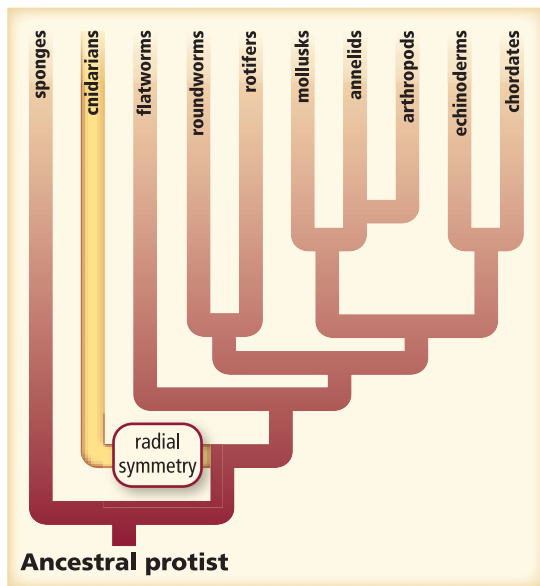 sponges
cnidarians
flatworms
roundworms
rotifers
mollusks
annelids
arthropods
echinoderms
chordates
radial
symmetry
Ancestral protist